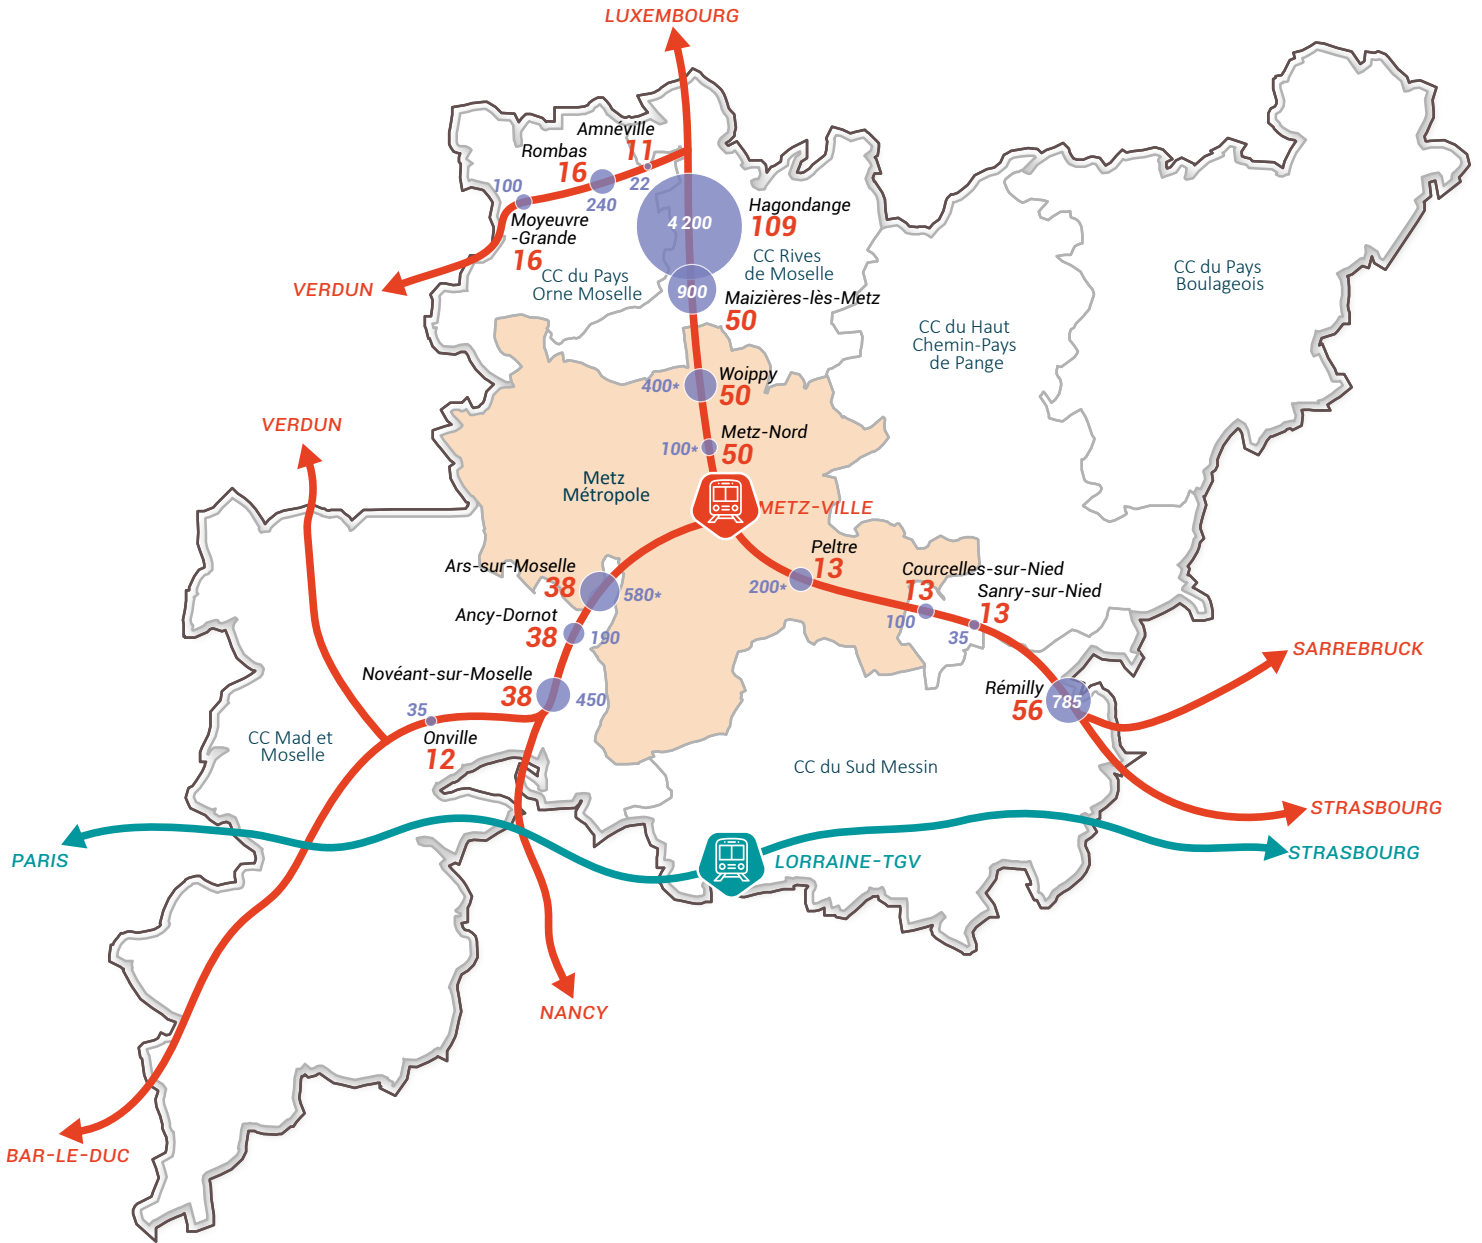 LUXEMBOURG
Amnéville
11
Rombas
16
100
22
240
Moyeuvre
-Grande
16
4 200
Hagondange
109
CC Rives
de Moselle
CC du Pays
Orne Moselle
VERDUN
900
Maizières-lès-Metz
50
CC du Pays
Boulageois
CC du Haut
Chemin-Pays
de Pange
400*
Woippy
50
VERDUN
100*
Metz-Nord
50
Metz
Métropole
METZ-VILLE
Ars-sur-Moselle
38
580*
Peltre
13
200*
Courcelles-sur-Nied
13
100
Sanry-sur-Nied
13
35
Ancy-Dornot
38
190
SARREBRUCK
Novéant-sur-Moselle
38
450
Rémilly
56
785
35
Onville
12
CC Mad et
Moselle
CC du Sud Messin
STRASBOURG
PARIS
LORRAINE-TGV
STRASBOURG
NANCY
BAR-LE-DUC